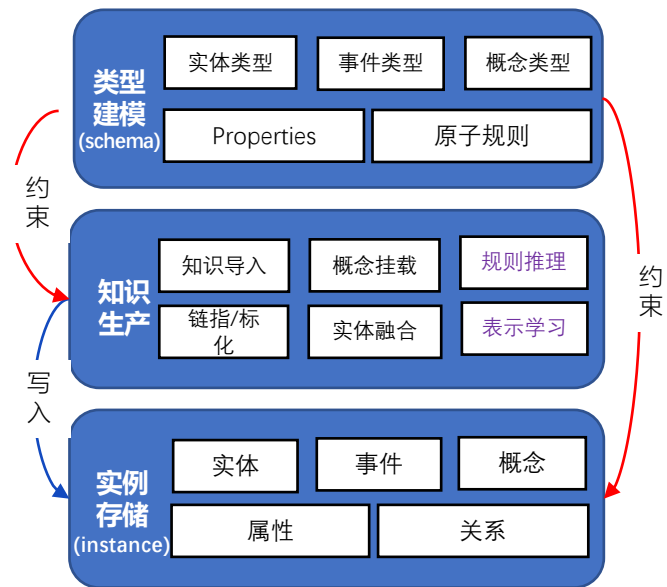 类型
建模
(schema)
实体类型
事件类型
概念类型
Properties
原子规则
约
束
知识
生产
知识导入
概念挂载
规则推理
链指/标
化
实体融合
表示学习
约
束
写
入
实例
存储
(instance)
实体
事件
概念
属性
关系